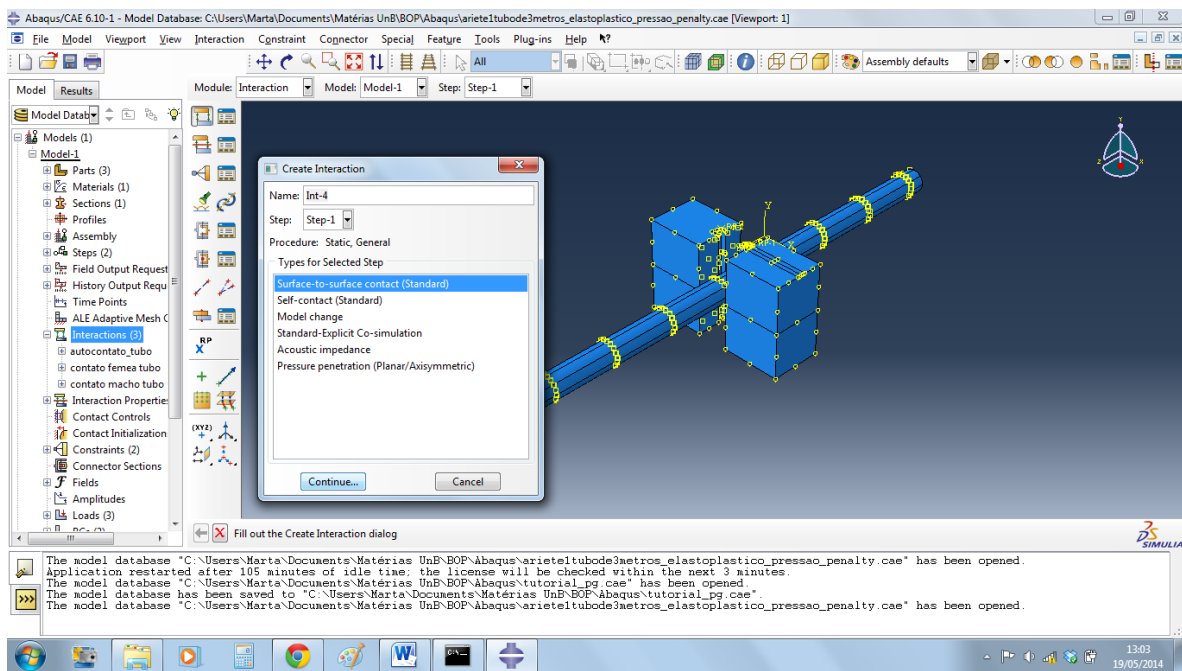 Abaqus/CAE 6.10-1 - Model Database: C:\Users\Marta\Documents\Matérias UnB\BOP\Abaqus\ariete1tubode3metros_elastoplastico_pressao_penalty.cae [Viewport: 1]
File Model Viewport View Interaction Constraint Connector Special Feature Tools Plug-ins Help
All
Assembly defaults
Model Results
Module: Interaction Model: Model-1 Step: Step-1
Model Datab
Models (1)
Model-1
Parts (3)
Materials (1)
Sections (1)
Profiles
Assembly
Steps (2)
Field Output Request
History Output Requ
Time Points
ALE Adaptive Mesh C
Interactions (3)
autocontato_tubo
contato femea tubo
contato macho tubo
Interaction Propertie
Contact Controls
Contact Initialization
Constraints (2)
Connector Sections
Fields
Amplitudes
Loads (3)
RP
(XYZ)
Create Interaction
Name: Int-4
Step: Step-1
Procedure: Static, General
Types for Selected Step
Surface-to-surface contact (Standard)
Self-contact (Standard)
Model change
Standard-Explicit Co-simulation
Acoustic impedance
Pressure penetration (Planar/Axisymmetric)
Continue... Cancel
Y
X
Y
Z
X
Fill out the Create Interaction dialog
SIMULIA
The model database "C:\Users\Marta\Documents\Matérias UnB\BOP\Abaqus\ariete1tubode3metros_elastoplastico_pressao_penalty.cae" has been opened.
Application restarted after 105 minutes of idle time; the license will be checked within the next 3 minutes.
The model database "C:\Users\Marta\Documents\Matérias UnB\BOP\Abaqus\tutorial_pg.cae" has been opened.
The model database has been saved to "C:\Users\Marta\Documents\Matérias UnB\BOP\Abaqus\tutorial_pg.cae".
The model database "C:\Users\Marta\Documents\Matérias UnB\BOP\Abaqus\ariete1tubode3metros_elastoplastico_pressao_penalty.cae" has been opened.
13:03
19/05/2014